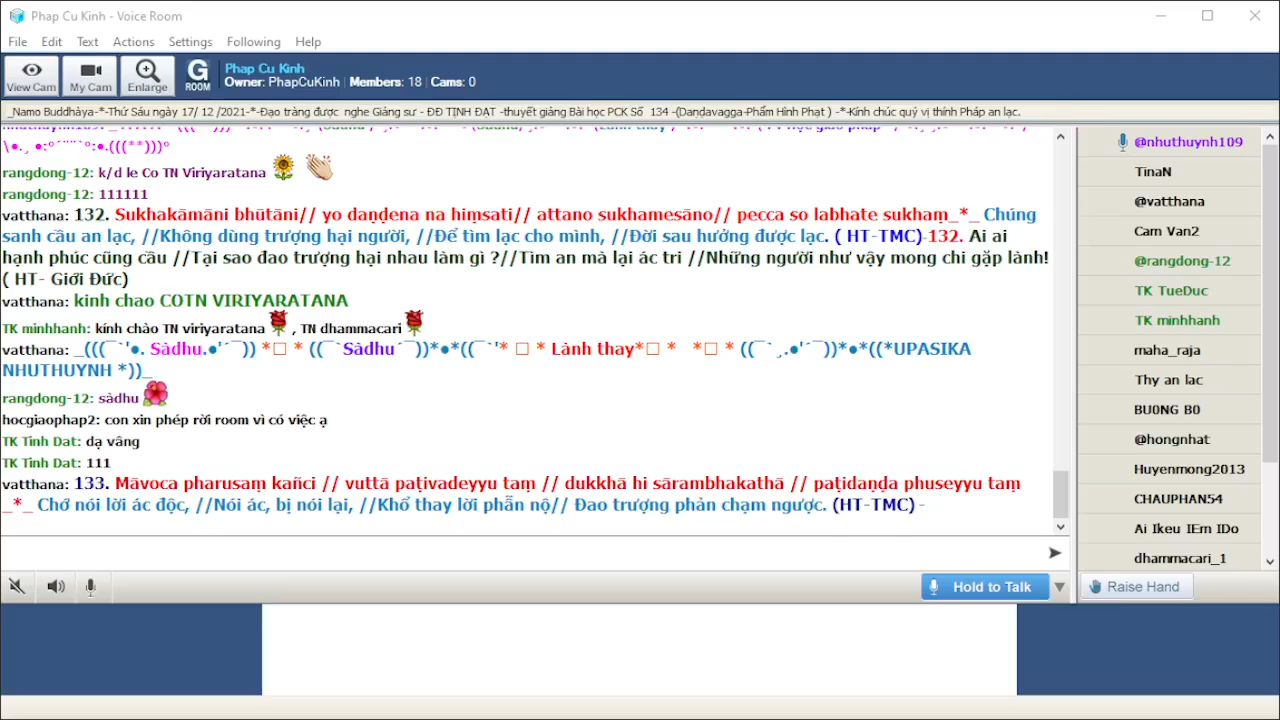 Phap Cu Kinh - Voice Room
File Edit Text Actions Settings Following Help
View Cam My Cam Enlarge G ROOM
Phap Cu Kinh
Owner: PhapCuKinh | Members: 18 | Cams: 0
_Namo Buddhàya-*-Thứ Sáu ngày 17/ 12 /2021-*-Đạo tràng được nghe Giảng sư - ĐĐ TỊNH ĐẠT -thuyết giảng Bài học PCK Số 134 -(Daṇḍavagga-Phẩm Hình Phạt ) -*-Kính chúc quý vị thính Pháp an lạc.
rangdong-12: k/d le Co TN Viriyaratana
rangdong-12: 111111
vatthana: 132. Sukhakāmāni bhūtāni// yo daṇḍena na hiṃsati// attano sukhamesāno// pecca so labhate sukhaṃ_*_ Chúng
sanh cầu an lạc, //Không dùng trượng hại người, //Để tìm lạc cho mình, //Đời sau hưởng được lạc. ( HT-TMC)-132. Ai ai
hạnh phúc cũng cầu //Tại sao đao trượng hại nhau làm gì ?//Tìm an mà lại ác tri //Những người như vậy mong chi gặp lành!
( HT- Giới Đức)
vatthana: kinh chao COTN VIRIYARATANA
TK minhhanh: kính chào TN viriyaratana , TN dhammacari
vatthana: _(((¯`'●. Sàdhu.●'´¯)) *□ * ((¯`Sàdhu´¯))*●*((¯`'* □ * Lành thay*□ * *□ * ((¯`¸.●'´¯))*●*((*UPASIKA
NHUTHUYNH *))_
rangdong-12: sàdhu
hocgiaophap2: con xin phép rời room vì có việc ạ
TK Tinh Dat: dạ vâng
TK Tinh Dat: 111
vatthana: 133. Māvoca pharusaṃ kañci // vuttā paṭivadeyyu taṃ // dukkhā hi sārambhakathā // paṭidaṇḍa phuseyyu taṃ
_*_ Chớ nói lời ác độc, //Nói ác, bị nói lại, //Khổ thay lời phẫn nộ// Đao trượng phản chạm ngược. (HT-TMC) -
@nhuthuynh109
TinaN
@vatthana
Cam Van2
@rangdong-12
TK TueDuc
TK minhhanh
maha_raja
Thy an lac
BU0NG B0
@hongnhat
Huyenmong2013
CHAUPHAN54
Ai Ikeu IEm IDo
dhammacari_1
Hold to Talk
Raise Hand